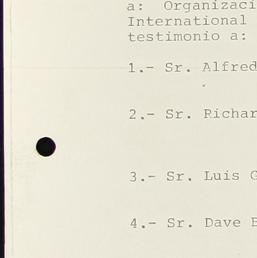 a: Organizaci
International
testimonio a:
1.- Sr. Alfred
2.- Sr. Richar
3.- Sr. Luis G
4.- Sr. Dave B